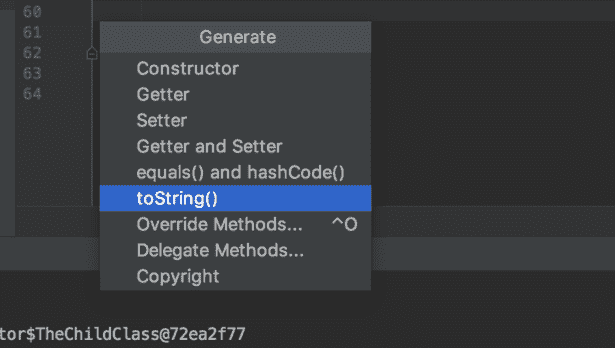 60
61
62
63
64
Generate
Constructor
Getter
Setter
Getter and Setter
equals() and hashCode()
toString()
Override Methods... ^O
Delegate Methods...
Copyright
tor$TheChildClass@72ea2f77